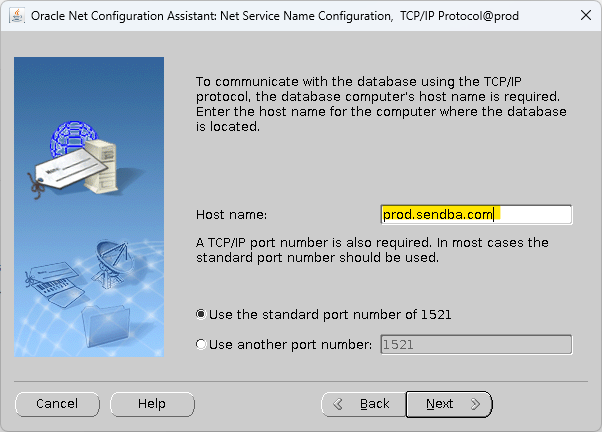 Oracle Net Configuration Assistant: Net Service Name Configuration, TCP/IP Protocol@prod
To communicate with the database using the TCP/IP
protocol, the database computer's host name is required.
Enter the host name for the computer where the database
is located.
Host name: prod.sendba.com
A TCP/IP port number is also required. In most cases the
standard port number should be used.
Use the standard port number of 1521
Use another port number: 1521
Cancel Help Back Next